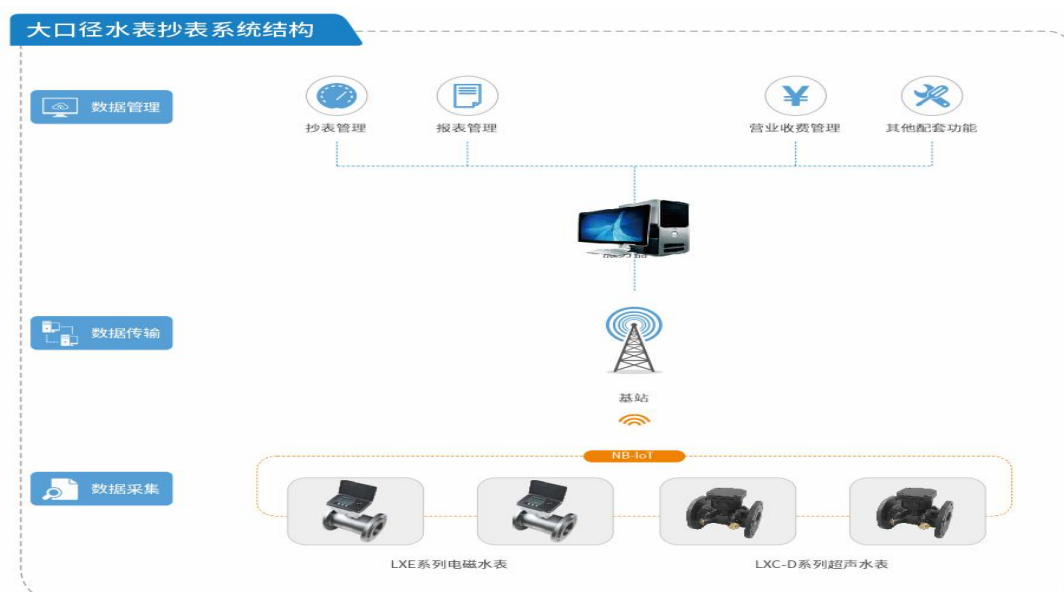 大口径水表抄表系统结构
数据管理
抄表管理
报表管理
营业收费管理
其他配套功能
数据传输
基站
NB-IoT
数据采集
LXE系列电磁水表
LXC-D系列超声水表